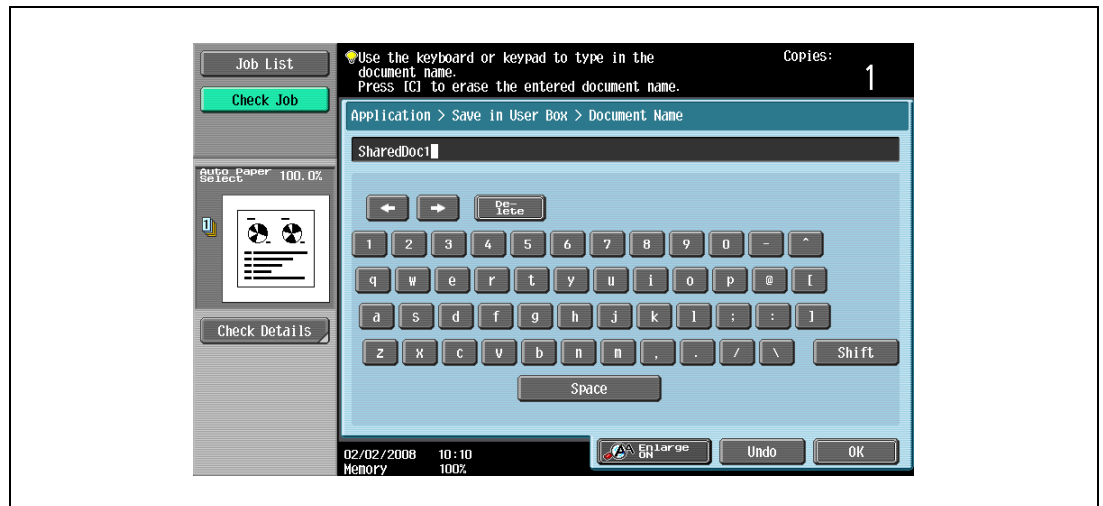 Job List
Check Job
Use the keyboard or keypad to type in the
document name.
Press [C] to erase the entered document name.
Copies:
1
Application > Save in User Box > Document Name
SharedDoc1
Auto Paper
Select
100.0%
1
Check Details
← → De-
lete
1 2 3 4 5 6 7 8 9 0 - ^
q w e r t y u i o p @ [
a s d f g h j k l ; : ]
z x c v b n m , . / \ Shift
Space
02/02/2008 10:10
Memory 100%
Enlarge
ON
Undo
OK